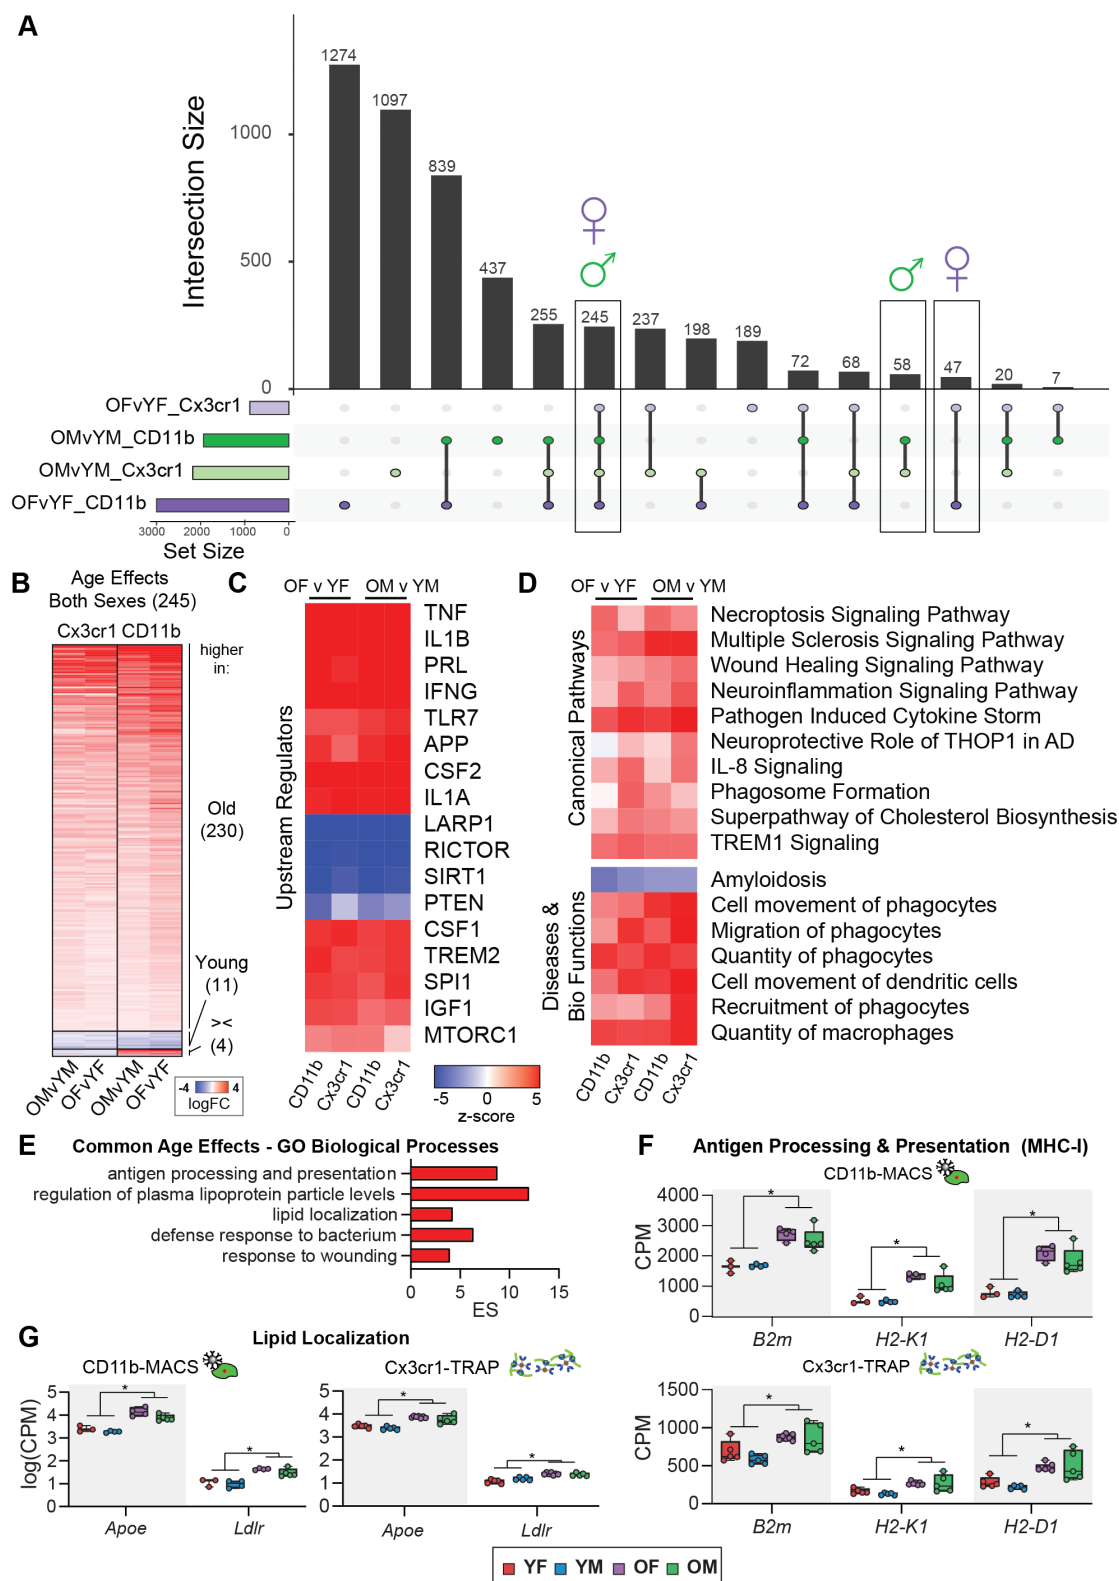 A
Intersection Size
1000
500
0
1274
1097
839
437
255
245
237
198
189
72
68
58
47
20
7
♀
♂
♂
♀
OFvYF_Cx3cr1
OMvYM_CD11b
OMvYM_Cx3cr1
OFvYF_CD11b
3000 2000 1000 0
Set Size
B
Age Effects
Both Sexes (245)
Cx3cr1 CD11b
higher
in:
Old
(230)
Young
(11)
><
(4)
OMvYM
OFvYF
OMvYM
OFvYF
-4 4
logFC
C
OF v YF OM v YM
Upstream Regulators
TNF
IL1B
PRL
IFNG
TLR7
APP
CSF2
IL1A
LARP1
RICTOR
SIRT1
PTEN
CSF1
TREM2
SPI1
IGF1
MTORC1
CD11b
Cx3cr1
CD11b
Cx3cr1
-5 0 5
z-score
D
OF v YF OM v YM
Canonical Pathways
Necroptosis Signaling Pathway
Multiple Sclerosis Signaling Pathway
Wound Healing Signaling Pathway
Neuroinflammation Signaling Pathway
Pathogen Induced Cytokine Storm
Neuroprotective Role of THOP1 in AD
IL-8 Signaling
Phagosome Formation
Superpathway of Cholesterol Biosynthesis
TREM1 Signaling
Diseases &
Bio Functions
Amyloidosis
Cell movement of phagocytes
Migration of phagocytes
Quantity of phagocytes
Cell movement of dendritic cells
Recruitment of phagocytes
Quantity of macrophages
CD11b
Cx3cr1
CD11b
Cx3cr1
E
Common Age Effects - GO Biological Processes
antigen processing and presentation
regulation of plasma lipoprotein particle levels
lipid localization
defense response to bacterium
response to wounding
0 5 10 15
ES
F
Antigen Processing & Presentation (MHC-I)
CD11b-MACS
CPM
4000
3000
2000
1000
0
*
*
*
B2m H2-K1 H2-D1
Cx3cr1-TRAP
CPM
1500
1000
500
0
*
*
*
B2m H2-K1 H2-D1
G
Lipid Localization
CD11b-MACS
log(CPM)
5
4
3
2
1
0
*
*
Apoe Ldlr
Cx3cr1-TRAP
5
4
3
2
1
0
*
*
Apoe Ldlr
YF YM OF OM